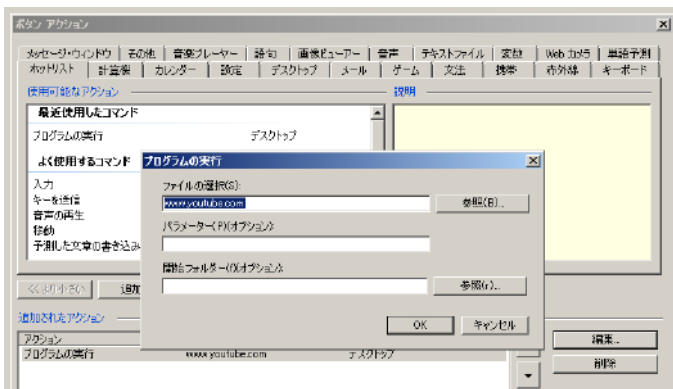 ボタン アクション
メッセージ・ウィンドウ その他 音楽プレーヤー 語句 画像ビューアー 音声 テキストファイル 変数 Web カメラ 単語予測
ホットリスト 計算機 カレンダー 設定 デスクトップ メール ゲーム 文法 携帯 赤外線 キーボード
使用可能なアクション 説明
最近使用したコマンド
プログラムの実行 デスクトップ
よく使用するコマンド
入力
キーを送信
音声の再生
移動
予測した文章の書き込み
プログラムの実行
ファイルの選択(S):
www.youtube.com 参照(B)...
パラメーター(P)(オプション):
開始フォルダー(オプション):
参照(r)...
OK キャンセル
<< より小さい 追加
追加されたアクション
アクション
プログラムの実行 www.youtube.com デスクトップ
編集...
削除